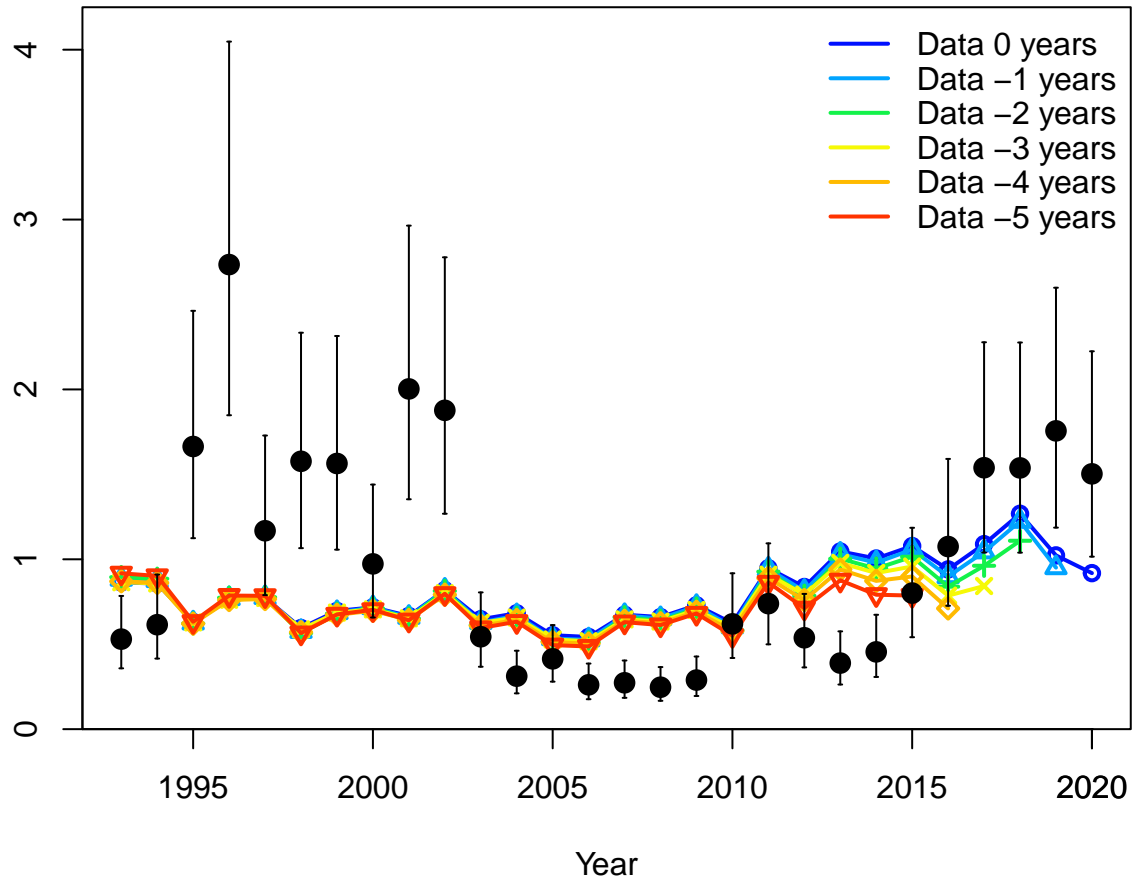 4
3
2
1
0
Data 0 years
Data −1 years
Data −2 years
Data −3 years
Data −4 years
Data −5 years
1995 2000 2005 2010 2015 2020
Year